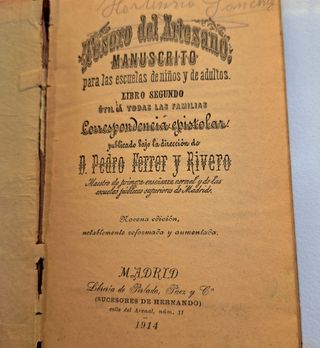 Hortensio Sanchez
Tesoro del Artesano.
MANUSCRITO
para las escuelas de niños y de adultos.
LIBRO SEGUNDO
ÚTIL Á TODAS LAS FAMILIAS
Correspondencia epistolar
publicado bajo la dirección de
D. Pedro Ferrer y Rivero
Maestro de primera enseñanza normal y de las
escuelas públicas superiores de Madrid.
Novena edición,
notablemente reformada y aumentada.
MADRID
Librería de Perlado, Páez y Cª
(SUCESORES DE HERNANDO)
calle del Arenal, núm. 11
1914